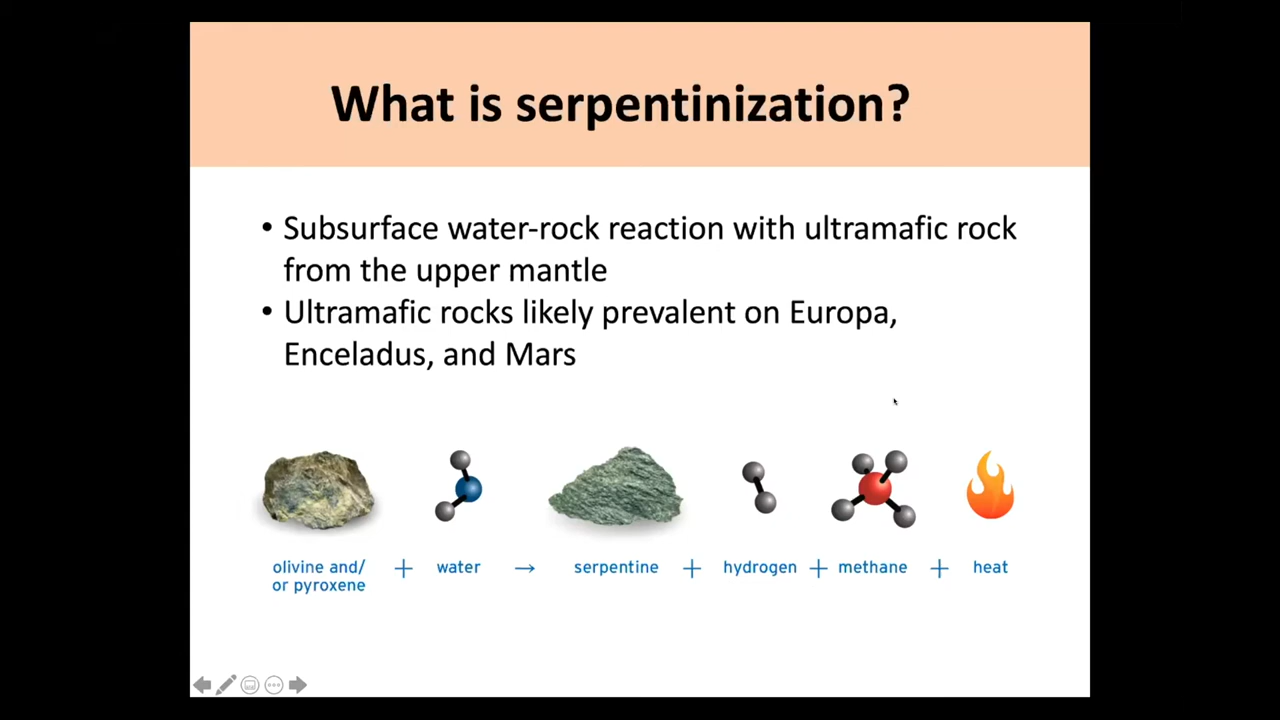 What is serpentinization?
• Subsurface water-rock reaction with ultramafic rock
from the upper mantle
• Ultramafic rocks likely prevalent on Europa,
Enceladus, and Mars
olivine and/ + water → serpentine + hydrogen + methane + heat
or pyroxene